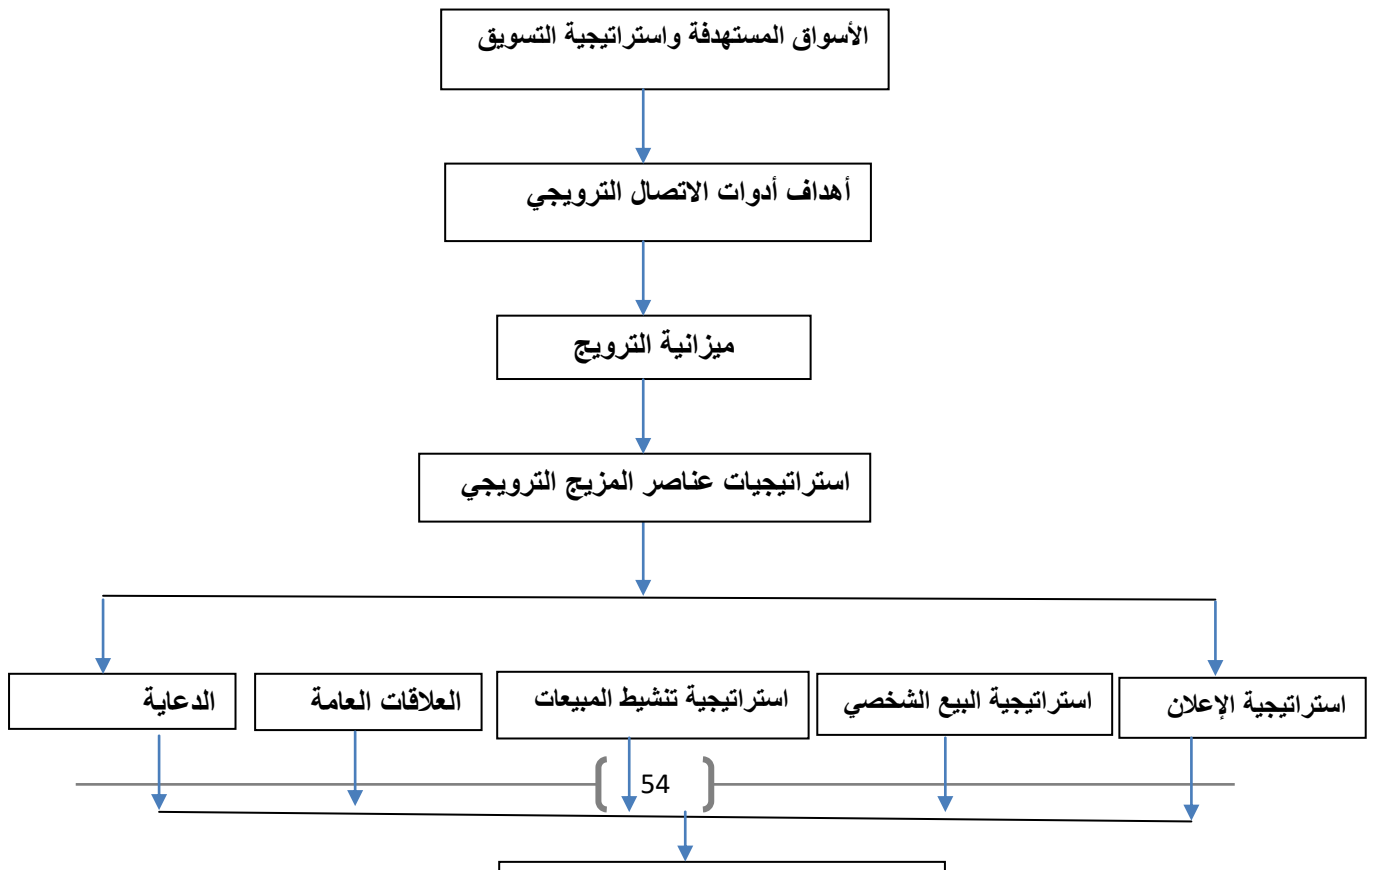 الأسواق المستهدفة واستراتيجية التسويق
أهداف أدوات الاتصال الترويجي
ميزانية الترويج
استراتيجيات عناصر المزيج الترويجي
استراتيجية الإعلان
استراتيجية البيع الشخصي
استراتيجية تنشيط المبيعات
العلاقات العامة
الدعاية
54